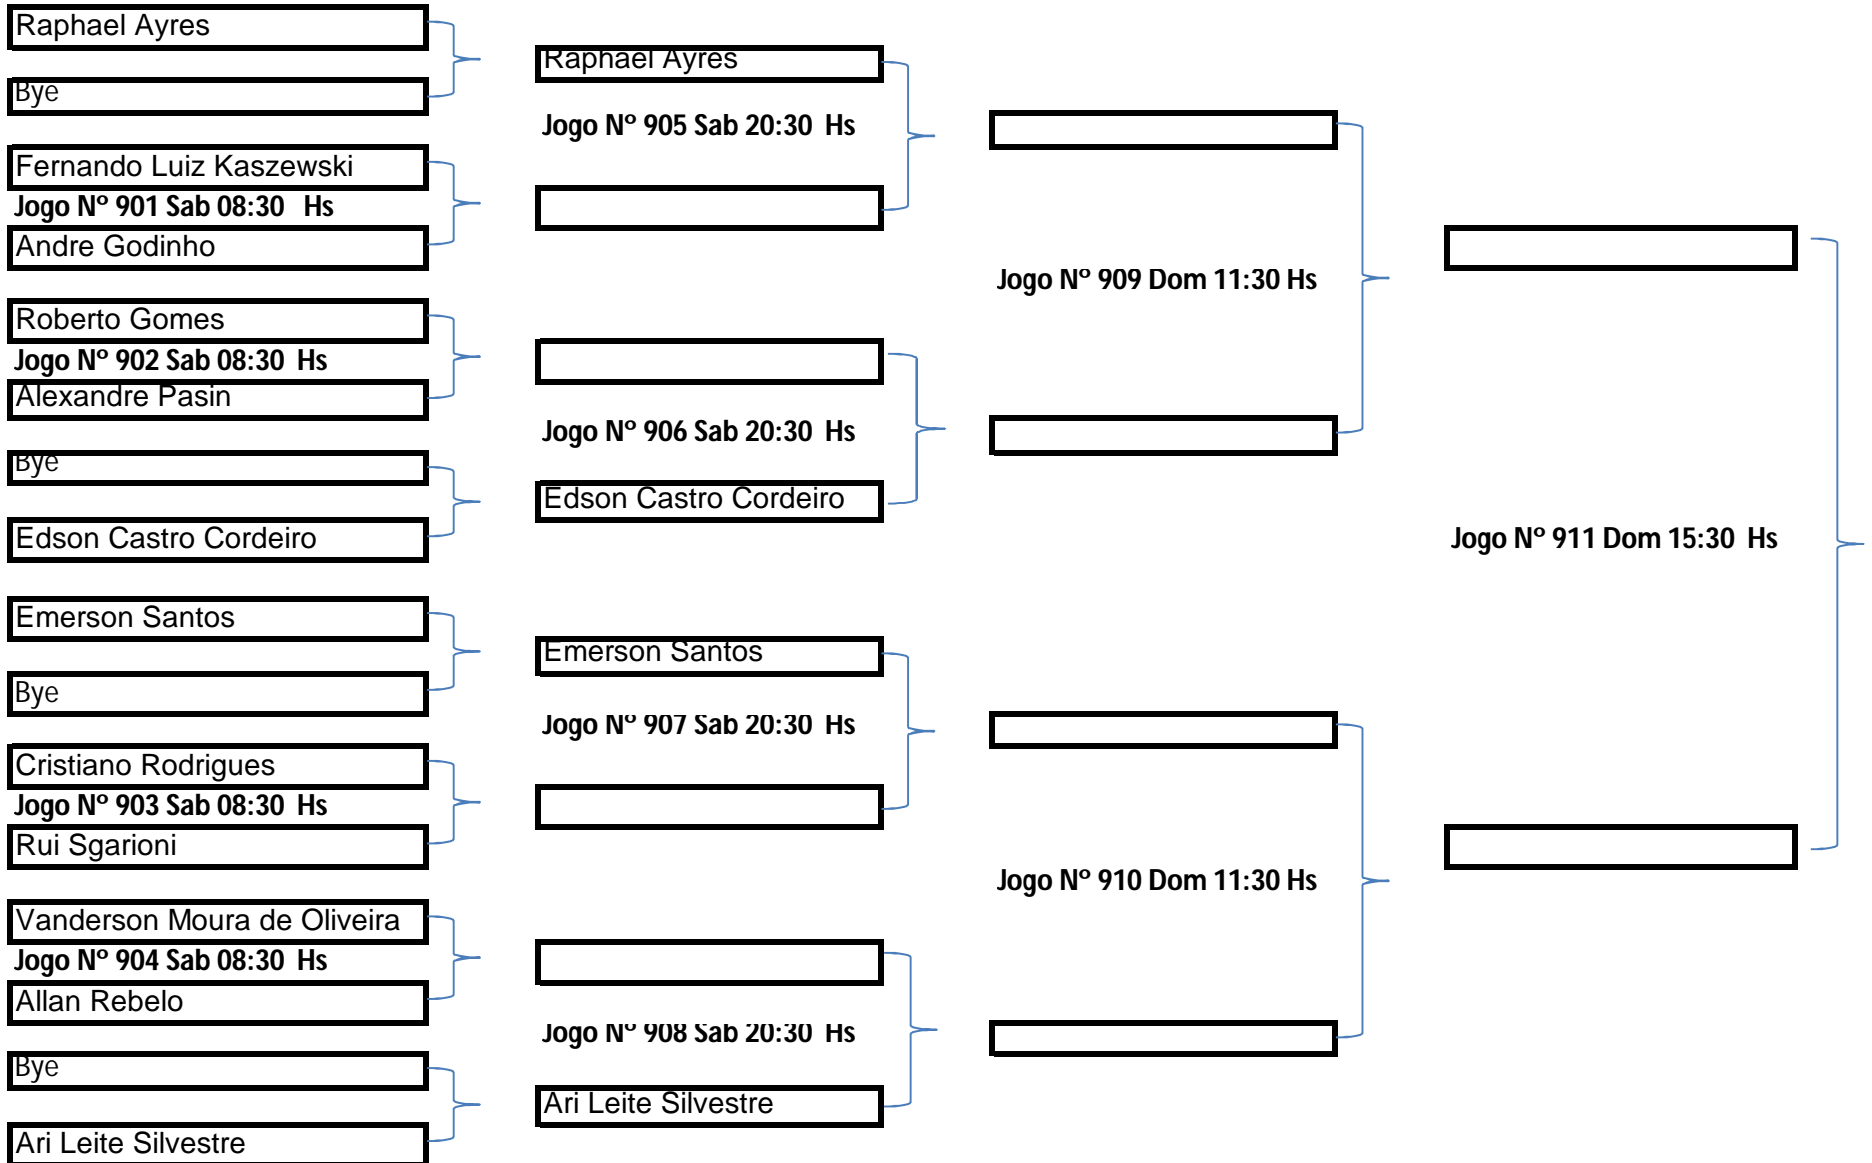 Raphael Ayres
Bye
Fernando Luiz Kaszewski
Jogo Nº 901 Sab 08:30 Hs
Andre Godinho
Roberto Gomes
Jogo Nº 902 Sab 08:30 Hs
Alexandre Pasin
Bye
Edson Castro Cordeiro
Emerson Santos
Bye
Cristiano Rodrigues
Jogo Nº 903 Sab 08:30 Hs
Rui Sgarioni
Vanderson Moura de Oliveira
Jogo Nº 904 Sab 08:30 Hs
Allan Rebelo
Bye
Ari Leite Silvestre
Raphael Ayres
Jogo Nº 905 Sab 20:30 Hs
Jogo Nº 906 Sab 20:30 Hs
Edson Castro Cordeiro
Emerson Santos
Jogo Nº 907 Sab 20:30 Hs
Jogo Nº 908 Sab 20:30 Hs
Ari Leite Silvestre
Jogo Nº 909 Dom 11:30 Hs
Jogo Nº 910 Dom 11:30 Hs
Jogo Nº 911 Dom 15:30 Hs